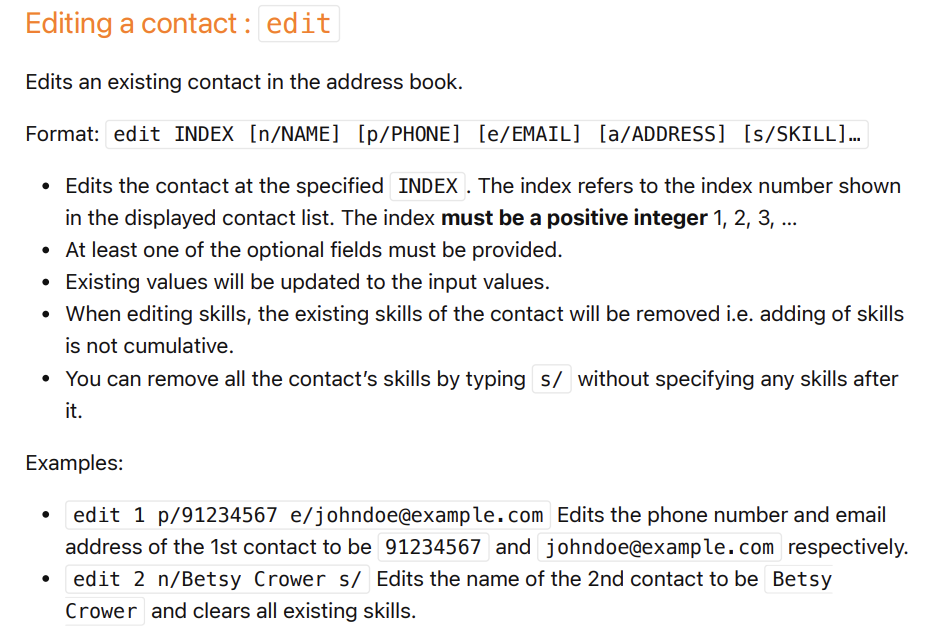 Editing a contact : edit
Edits an existing contact in the address book.
Format: edit INDEX [n/NAME] [p/PHONE] [e/EMAIL] [a/ADDRESS] [s/SKILL]…
• Edits the contact at the specified INDEX . The index refers to the index number shown
in the displayed contact list. The index must be a positive integer 1, 2, 3, …
• At least one of the optional fields must be provided.
• Existing values will be updated to the input values.
• When editing skills, the existing skills of the contact will be removed i.e. adding of skills
is not cumulative.
• You can remove all the contact’s skills by typing s/ without specifying any skills after
it.
Examples:
• edit 1 p/91234567 e/johndoe@example.com Edits the phone number and email
address of the 1st contact to be 91234567 and johndoe@example.com respectively.
• edit 2 n/Betsy Crower s/ Edits the name of the 2nd contact to be Betsy
Crower and clears all existing skills.